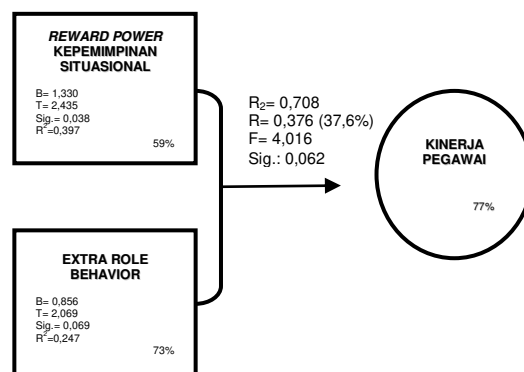 REWARD POWER
KEPEMIMPINAN
SITUASIONAL
B= 1,330
T= 2,435
Sig.= 0,038
R²=0,397
59%
R₂= 0,708
R= 0,376 (37,6%)
F= 4,016
Sig.: 0,062
KINERJA
PEGAWAI
77%
EXTRA ROLE
BEHAVIOR
B= 0,856
T= 2,069
Sig.= 0,069
R²=0,247
73%